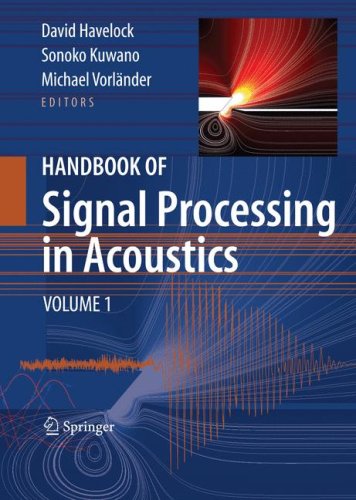 David Havelock
Sonoko Kuwano
Michael Vorländer
EDITORS
HANDBOOK OF
Signal Processing
in Acoustics
VOLUME 1
Springer